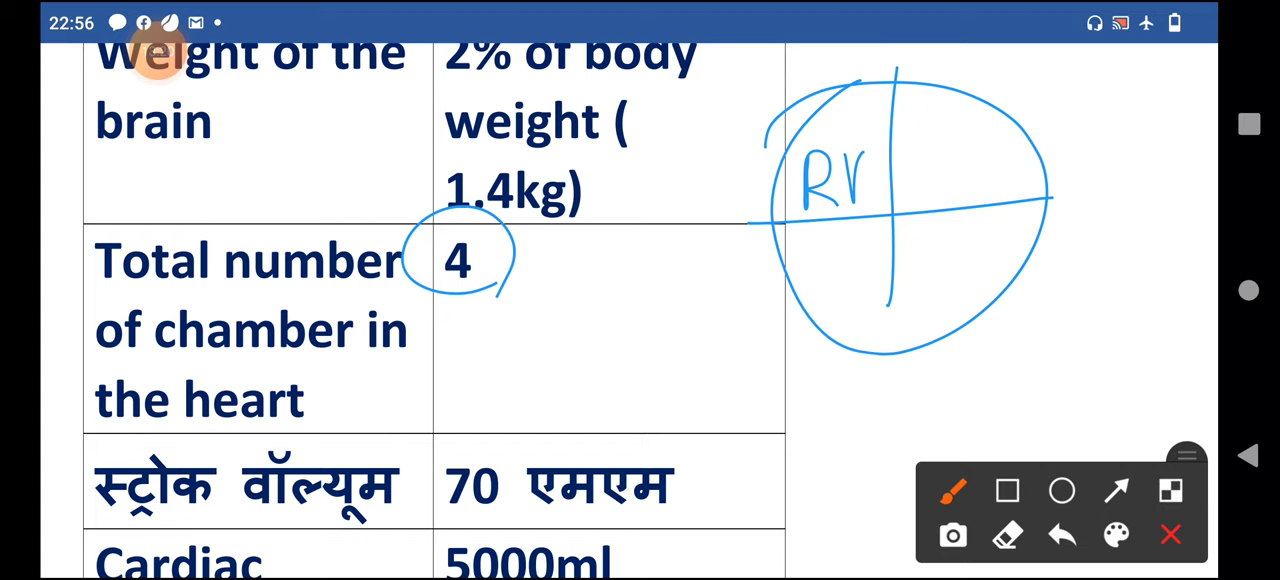 22:56
Weight of the
brain
2% of body
weight (
1.4kg)
RV
Total number
of chamber in
the heart
4
स्ट्रोक वॉल्यूम
70 एमएम
Cardiac
5000ml